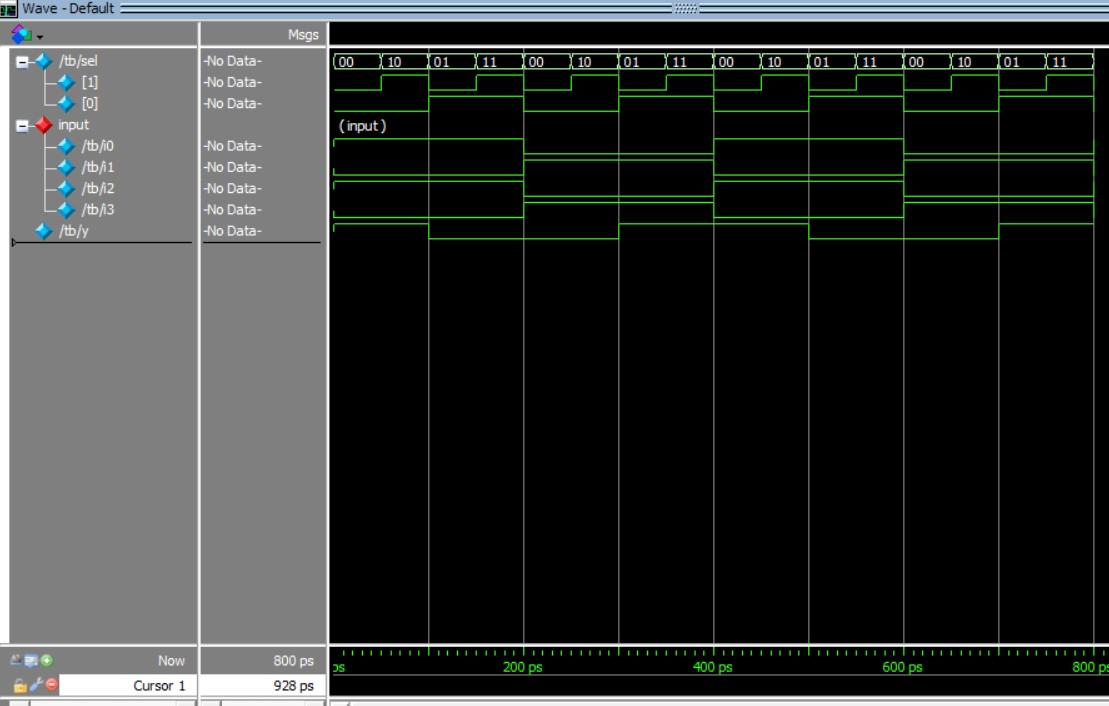 Wave - Default
Msgs
/tb/sel -No Data- 00 10 01 11 00 10 01 11 00 10 01 11 00 10 01 11
[1] -No Data-
[0] -No Data-
input (input)
/tb/i0 -No Data-
/tb/i1 -No Data-
/tb/i2 -No Data-
/tb/i3 -No Data-
/tb/y -No Data-
Now 800 ps ps 200 ps 400 ps 600 ps 800 ps
Cursor 1 928 ps